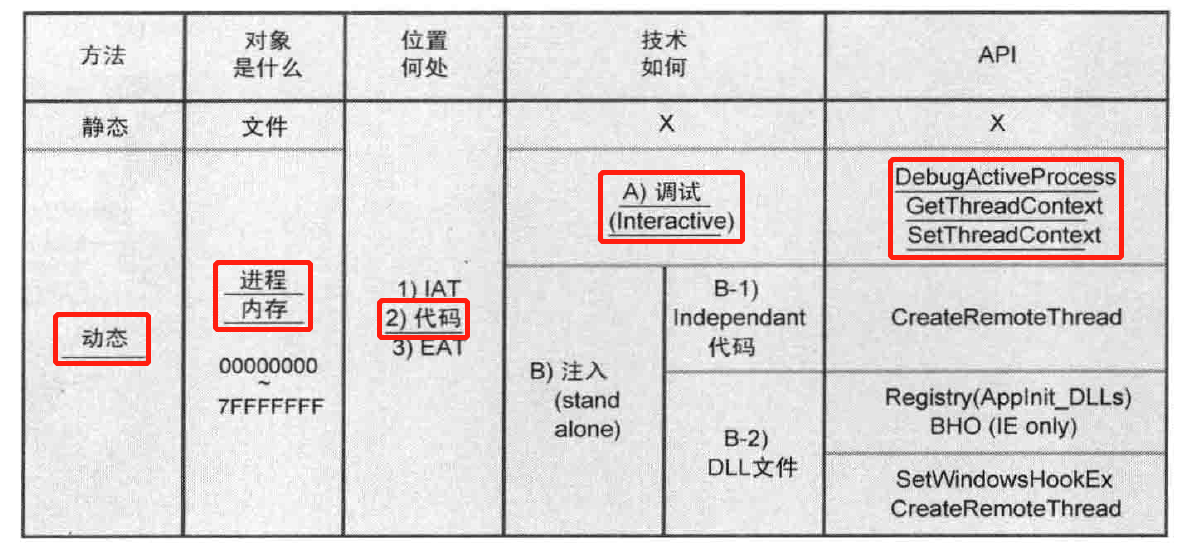 方法
对象
是什么
位置
何处
技术
如何
API
静态
文件
X
X
动态
进程
内存
00000000
~
7FFFFFFF
1) IAT
2) 代码
3) EAT
A) 调试
(Interactive)
DebugActiveProcess
GetThreadContext
SetThreadContext
B) 注入
(stand
alone)
B-1)
Independant
代码
CreateRemoteThread
B-2)
DLL文件
Registry(AppInit_DLLs)
BHO (IE only)
SetWindowsHookEx
CreateRemoteThread